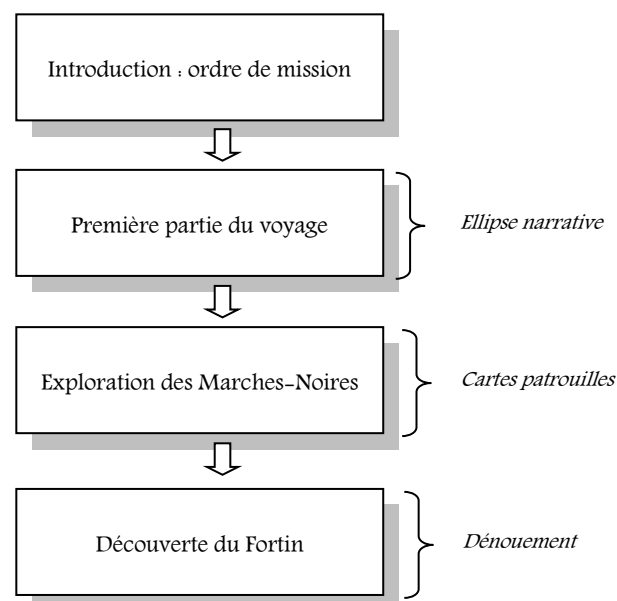 Introduction : ordre de mission
Première partie du voyage
Ellipse narrative
Exploration des Marches-Noires
Cartes patrouilles
Découverte du Fortin
Dénouement